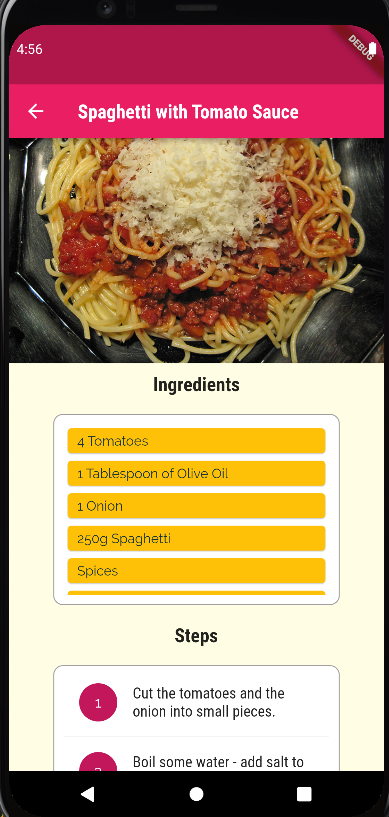 4:56
DEBUG
Spaghetti with Tomato Sauce
Ingredients
4 Tomatoes
1 Tablespoon of Olive Oil
1 Onion
250g Spaghetti
Spices
Steps
1
Cut the tomatoes and the
onion into small pieces.
Boil some water - add salt to